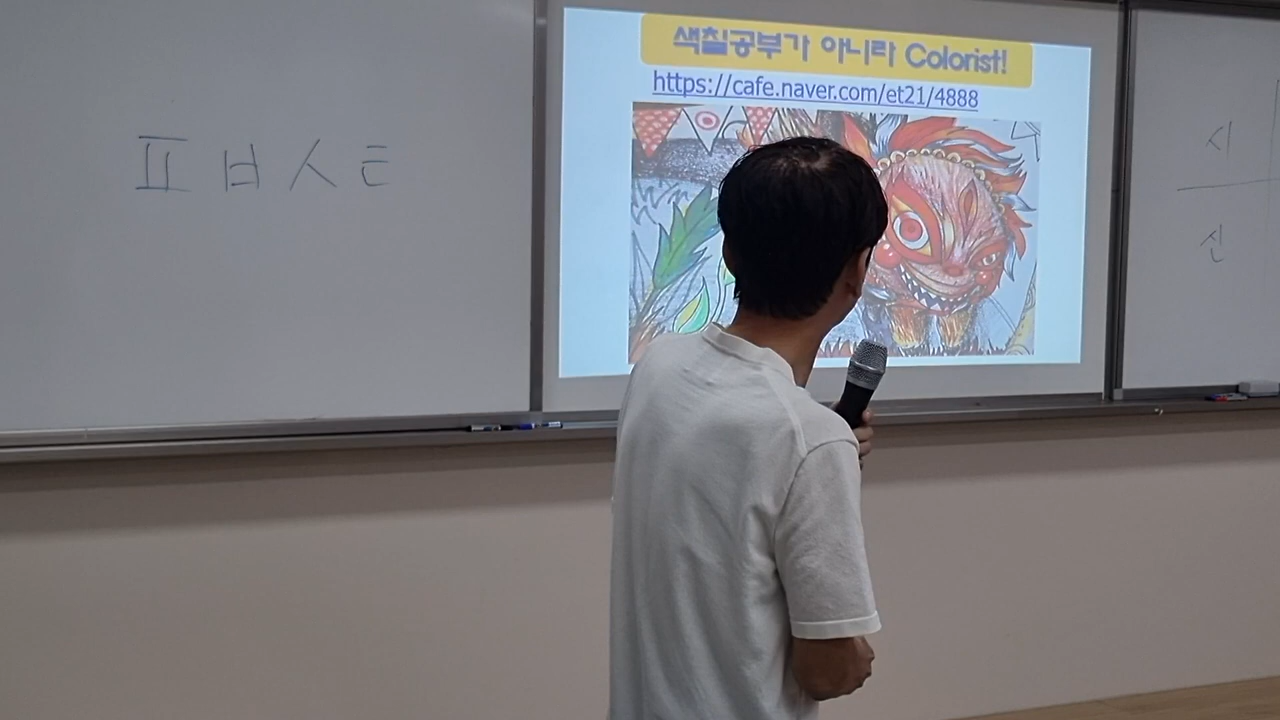 ㅍ ㅂ ㅅ ㅌ
색칠공부가 아니라 Colorist!
https://cafe.naver.com/et21/4888
시
신